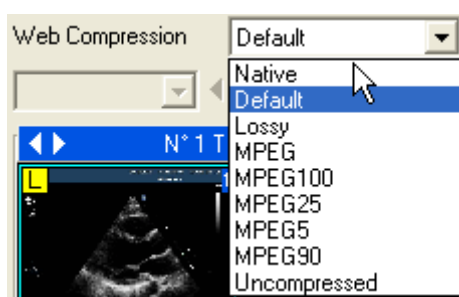 Web Compression Default
Native
Default
Lossy
N° 1 T
MPEG
L
MPEG100
MPEG25
MPEG5
MPEG90
Uncompressed